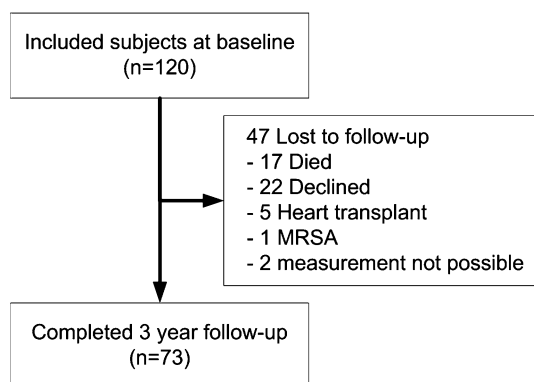 Included subjects at baseline
(n=120)
47 Lost to follow-up
- 17 Died
- 22 Declined
- 5 Heart transplant
- 1 MRSA
- 2 measurement not possible
Completed 3 year follow-up
(n=73)